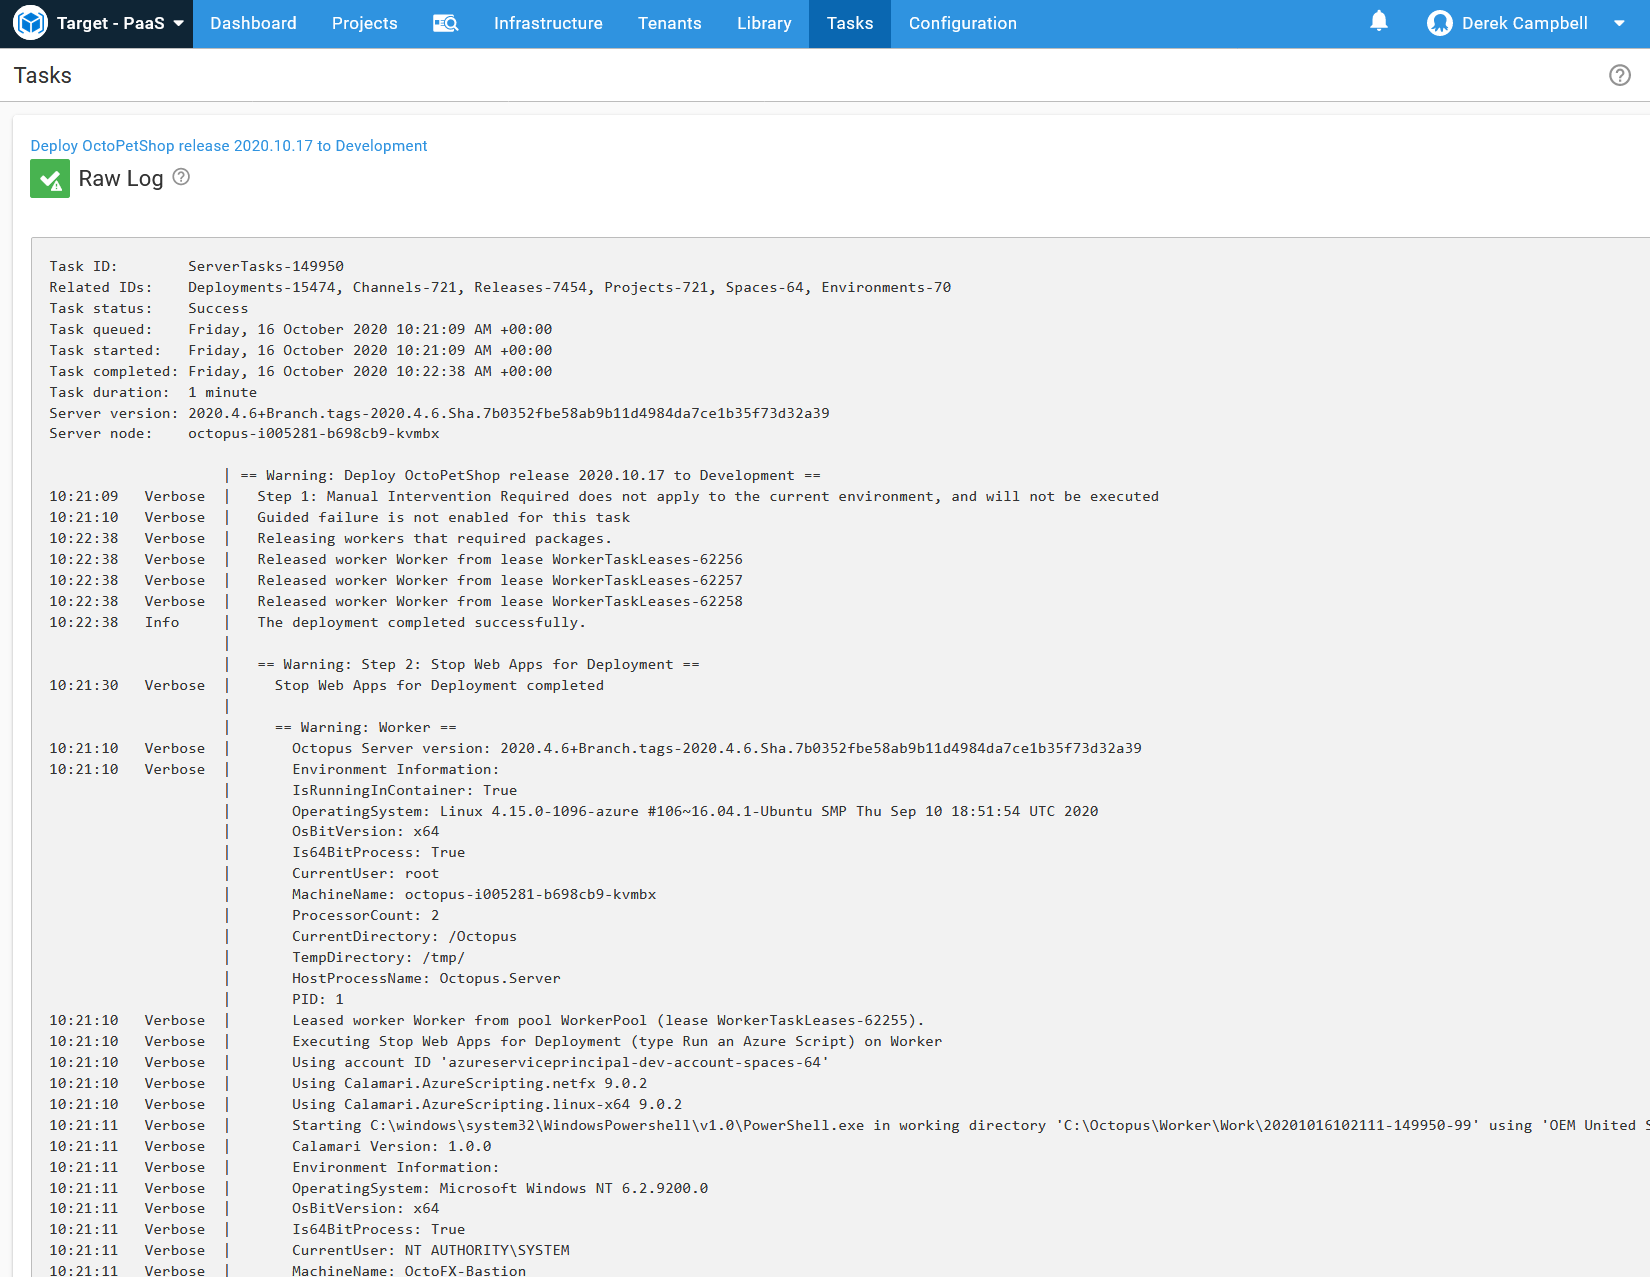 Target - PaaS Dashboard Projects Infrastructure Tenants Library Tasks Configuration Derek Campbell
Tasks
Deploy OctoPetShop release 2020.10.17 to Development
Raw Log
Task ID: ServerTasks-149950
Related IDs: Deployments-15474, Channels-721, Releases-7454, Projects-721, Spaces-64, Environments-70
Task status: Success
Task queued: Friday, 16 October 2020 10:21:09 AM +00:00
Task started: Friday, 16 October 2020 10:21:09 AM +00:00
Task completed: Friday, 16 October 2020 10:22:38 AM +00:00
Task duration: 1 minute
Server version: 2020.4.6+Branch.tags-2020.4.6.Sha.7b0352fbe58ab9b11d4984da7ce1b35f73d32a39
Server node: octopus-i005281-b698cb9-kvmbx
| == Warning: Deploy OctoPetShop release 2020.10.17 to Development ==
10:21:09 Verbose | Step 1: Manual Intervention Required does not apply to the current environment, and will not be executed
10:21:10 Verbose | Guided failure is not enabled for this task
10:22:38 Verbose | Releasing workers that required packages.
10:22:38 Verbose | Released worker Worker from lease WorkerTaskLeases-62256
10:22:38 Verbose | Released worker Worker from lease WorkerTaskLeases-62257
10:22:38 Verbose | Released worker Worker from lease WorkerTaskLeases-62258
10:22:38 Info | The deployment completed successfully.
|
| == Warning: Step 2: Stop Web Apps for Deployment ==
10:21:30 Verbose | Stop Web Apps for Deployment completed
|
| == Warning: Worker ==
10:21:10 Verbose | Octopus Server version: 2020.4.6+Branch.tags-2020.4.6.Sha.7b0352fbe58ab9b11d4984da7ce1b35f73d32a39
10:21:10 Verbose | Environment Information:
| IsRunningInContainer: True
| OperatingSystem: Linux 4.15.0-1096-azure #106~16.04.1-Ubuntu SMP Thu Sep 10 18:51:54 UTC 2020
| OsBitVersion: x64
| Is64BitProcess: True
| CurrentUser: root
| MachineName: octopus-i005281-b698cb9-kvmbx
| ProcessorCount: 2
| CurrentDirectory: /Octopus
| TempDirectory: /tmp/
| HostProcessName: Octopus.Server
| PID: 1
10:21:10 Verbose | Leased worker Worker from pool WorkerPool (lease WorkerTaskLeases-62255).
10:21:10 Verbose | Executing Stop Web Apps for Deployment (type Run an Azure Script) on Worker
10:21:10 Verbose | Using account ID 'azureserviceprincipal-dev-account-spaces-64'
10:21:10 Verbose | Using Calamari.AzureScripting.netfx 9.0.2
10:21:10 Verbose | Using Calamari.AzureScripting.linux-x64 9.0.2
10:21:11 Verbose | Starting C:\windows\system32\WindowsPowershell\v1.0\PowerShell.exe in working directory 'C:\Octopus\Worker\Work\20201016102111-149950-99' using 'OEM United S
10:21:11 Verbose | Calamari Version: 1.0.0
10:21:11 Verbose | Environment Information:
10:21:11 Verbose | OperatingSystem: Microsoft Windows NT 6.2.9200.0
10:21:11 Verbose | OsBitVersion: x64
10:21:11 Verbose | Is64BitProcess: True
10:21:11 Verbose | CurrentUser: NT AUTHORITY\SYSTEM
10:21:11 Verbose | MachineName: OctoFX-Bastion